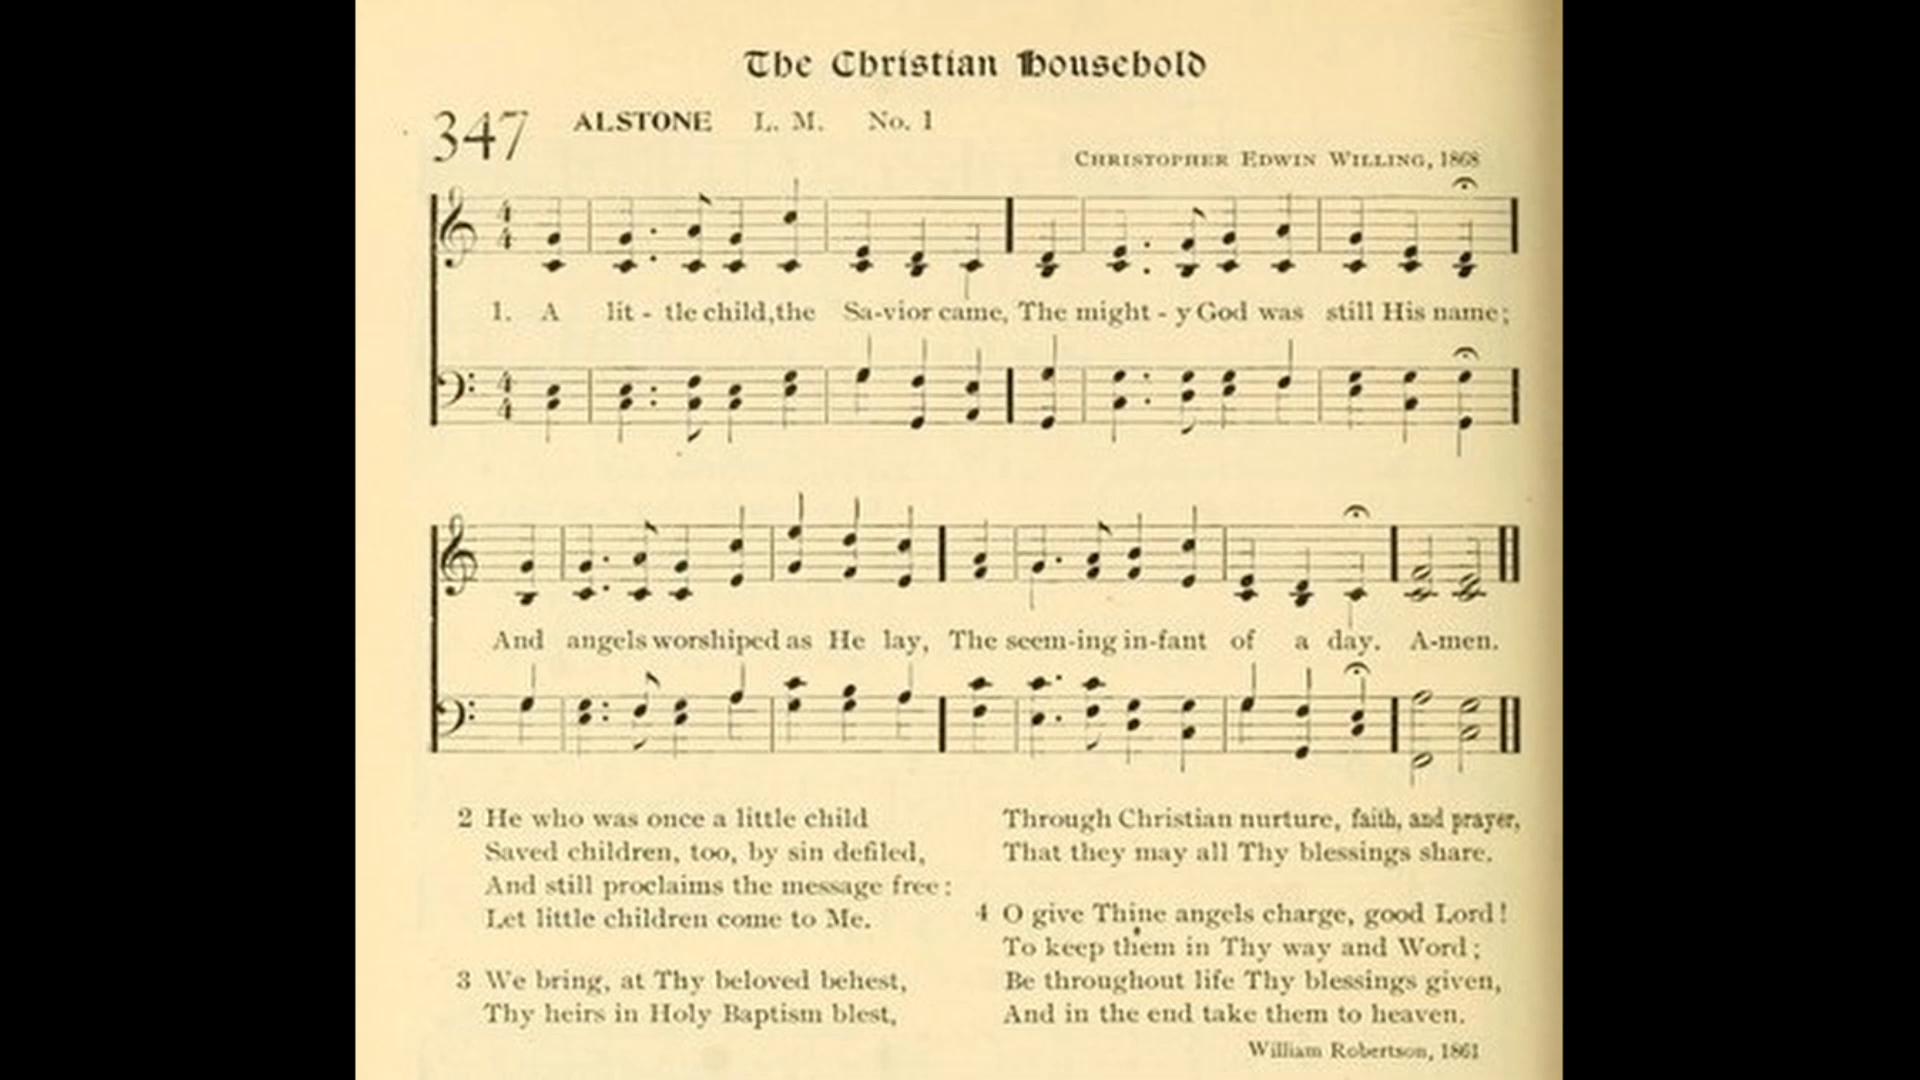 The Christian Household
347 ALSTONE L. M. No. 1
CHRISTOPHER EDWIN WILLING, 1868
4
4
1. A lit - tle child, the Sa-vior came, The might - y God was still His name;
4
4
And angels worshiped as He lay, The seem-ing in-fant of a day. A-men.
2 He who was once a little child
Saved children, too, by sin defiled,
And still proclaims the message free:
Let little children come to Me.
3 We bring, at Thy beloved behest,
Thy heirs in Holy Baptism blest,
Through Christian nurture, faith, and prayer,
That they may all Thy blessings share.
4 O give Thine angels charge, good Lord!
To keep them in Thy way and Word;
Be throughout life Thy blessings given,
And in the end take them to heaven.
William Robertson, 1861